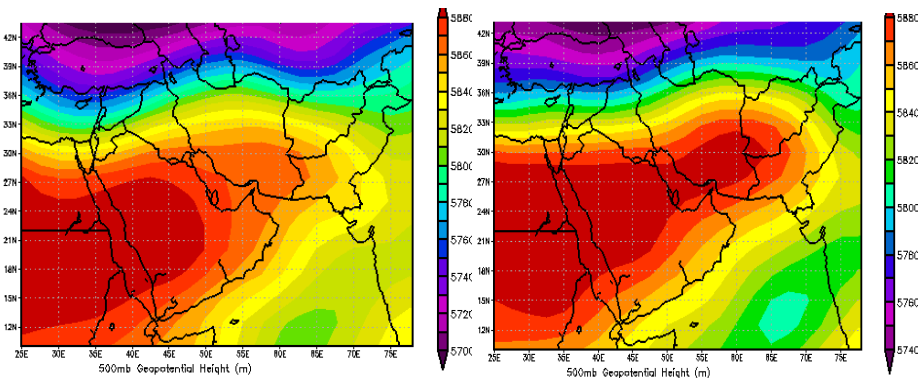 42N
39N
36N
33N
30N
27N
24N
21N
18N
15N
12N
25E 30E 35E 40E 45E 50E 55E 60E 65E 70E 75E
500mb Geopotential Height (m)
5880
5860
5840
5820
5800
5780
5760
5740
5720
5700
42N
39N
36N
33N
30N
27N
24N
21N
18N
15N
12N
25E 30E 35E 40E 45E 50E 55E 60E 65E 70E 75E
500mb Geopotential Height (m)
5880
5860
5840
5820
5800
5780
5760
5740